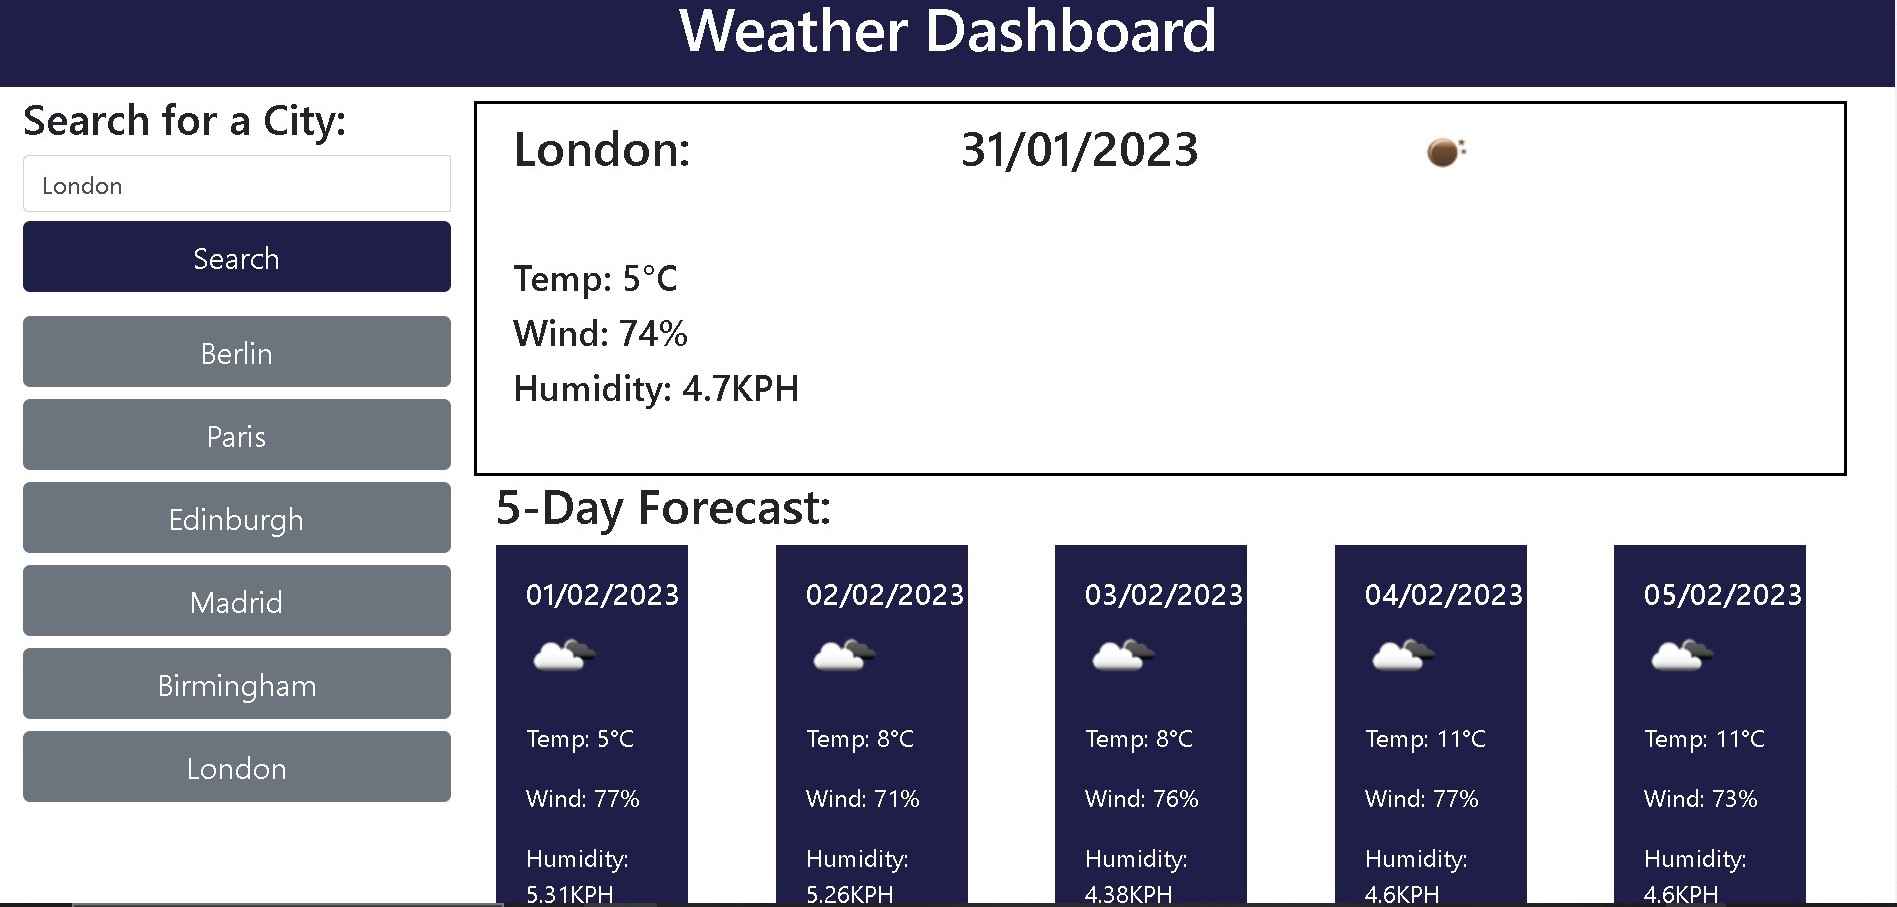 Weather Dashboard
Search for a City:
London
Search
Berlin
Paris
Edinburgh
Madrid
Birmingham
London
London:
31/01/2023
Temp: 5°C
Wind: 74%
Humidity: 4.7KPH
5-Day Forecast:
01/02/2023
Temp: 5°C
Wind: 77%
Humidity:
5.31KPH
02/02/2023
Temp: 8°C
Wind: 71%
Humidity:
5.26KPH
03/02/2023
Temp: 8°C
Wind: 76%
Humidity:
4.38KPH
04/02/2023
Temp: 11°C
Wind: 77%
Humidity:
4.6KPH
05/02/2023
Temp: 11°C
Wind: 73%
Humidity:
4.6KPH